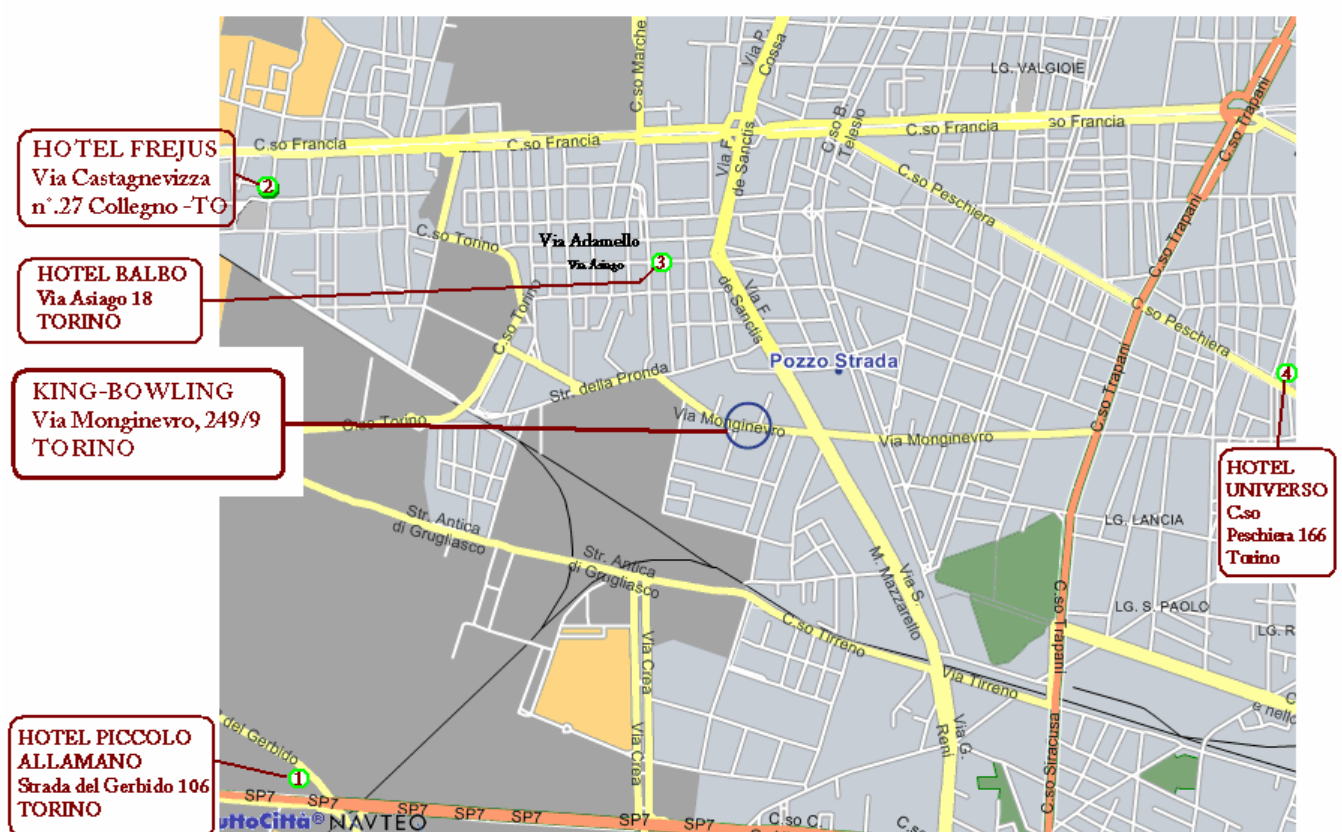 Via P.
Cossa
C.so Marche
LG. VALGIOIE
C.so Trapani
C.so B.
Telesio
C.so Francia
so Francia
C.so Francia
C.so Francia
Via F.
de Sanctis
HOTEL FREJUS
Via Castagnevizza
n°.27 Collegno -TO
2
C.so Peschiera
C.so Trapani
C.so Torino
Via Adamello
Via Asiago
3
HOTEL BALBO
Via Asiago 18
TORINO
C.so Torino
Via F.
de Sanctis
C.so Peschiera
Pozzo Strada
C.so Trapani
4
KING-BOWLING
Via Monginevro, 249/9
TORINO
Str. della Pronda
C.so Torino
Via Monginevro
Via Monginevro
HOTEL
UNIVERSO
C.so
Peschiera 166
Torino
Str. Antica
di Grugliasco
LG. LANCIA
Str. Antica
di Grugliasco
Via S.
M. Mazzarello
C.so Trapani
LG. S. PAOLO
LG. R
C.so Tirreno
Via Crea
Via Tirreno
C
e nello
HOTEL PICCOLO
ALLAMANO
Strada del Gerbido 106
TORINO
del Gerbido
1
Via Crea
Via G.
Reni
C.so Siracusa
SP7
SP7
SP7
SP7
SP7
SP7
uttoCittà® NAVTEQ
C.so C.
C.so